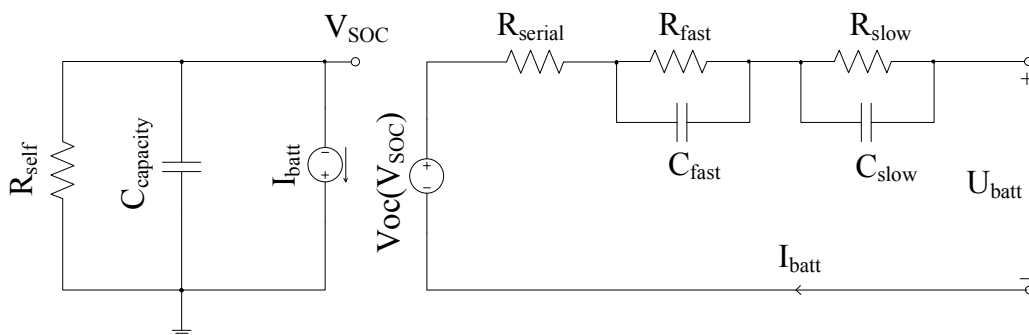 V_SOC
R_self
C_capacity
I_batt
- +
Voc(V_SOC)
+ -
R_serial
R_fast
C_fast
R_slow
C_slow
+
U_batt
I_batt
-